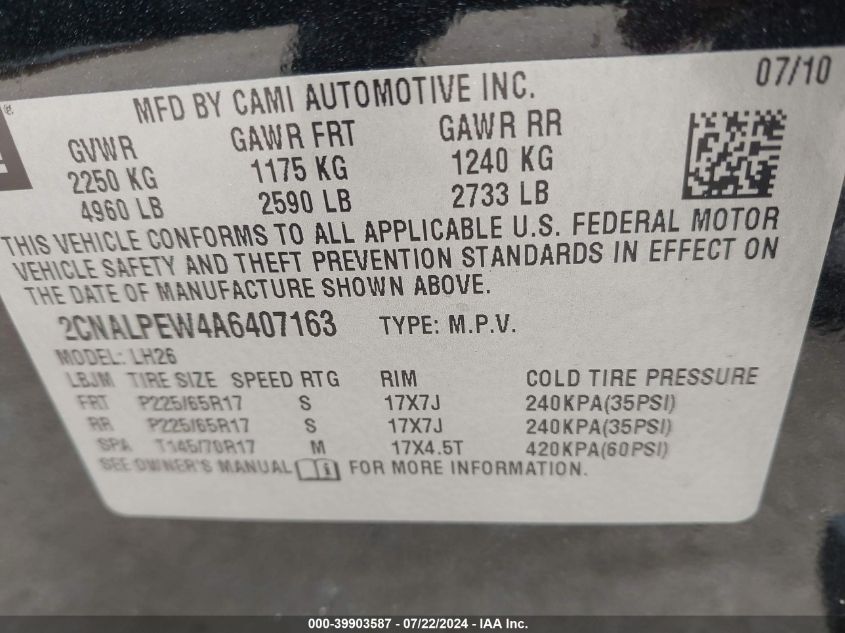 07/10
MFD BY CAMI AUTOMOTIVE INC.
GVWR GAWR FRT GAWR RR
2250 KG 1175 KG 1240 KG
4960 LB 2590 LB 2733 LB
THIS VEHICLE CONFORMS TO ALL APPLICABLE U.S. FEDERAL MOTOR
VEHICLE SAFETY AND THEFT PREVENTION STANDARDS IN EFFECT ON
THE DATE OF MANUFACTURE SHOWN ABOVE.
2CNALPEW4A6407163 TYPE: M.P.V.
MODEL: LH26
LBJM TIRE SIZE SPEED RTG RIM COLD TIRE PRESSURE
FRT P225/65R17 S 17X7J 240KPA(35PSI)
RR P225/65R17 S 17X7J 240KPA(35PSI)
SPA T145/70R17 M 17X4.5T 420KPA(60PSI)
SEE OWNER'S MANUAL FOR MORE INFORMATION.
000-39903587 - 07/22/2024 - IAA Inc.